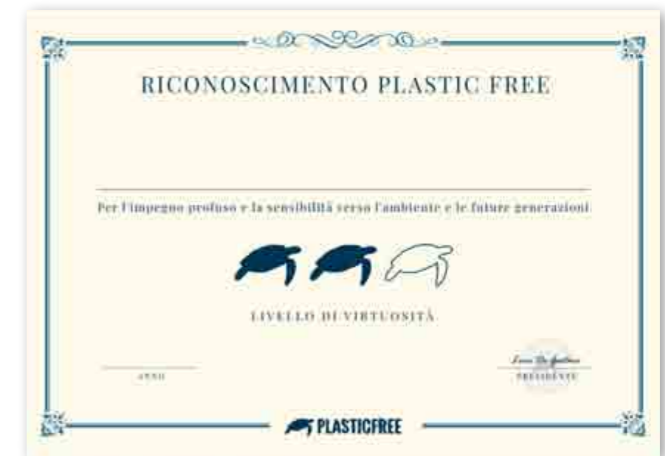 RICONOSCIMENTO PLASTIC FREE
Per l'impegno profuso e la sensibilità verso l'ambiente e le future generazioni
LIVELLO DI VIRTUOSITÀ
ANNO
PRESIDENTE
PLASTICFREE